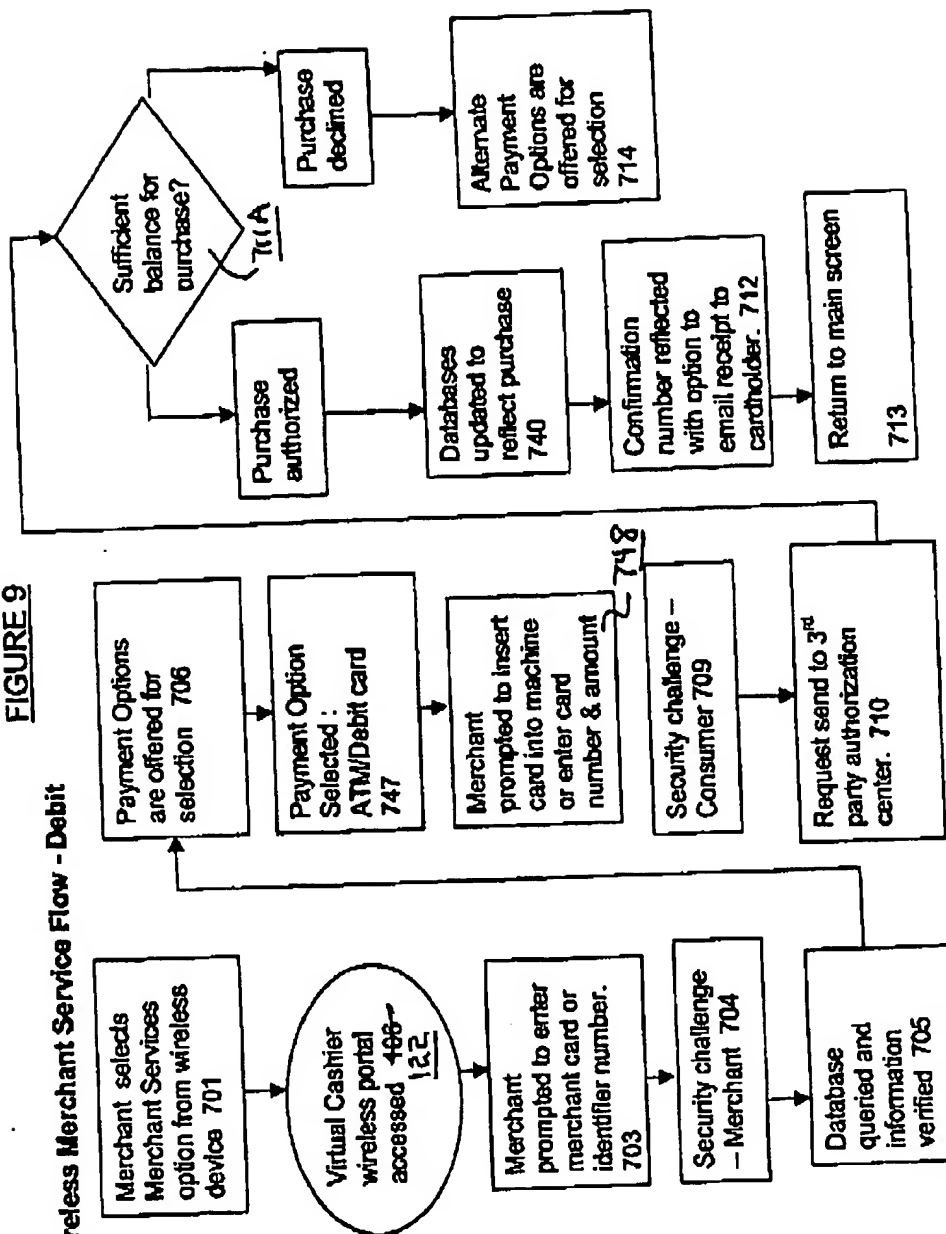 FIGURE 9
reless Merchant Service Flow - Debit
Merchant selects
Merchant Services
option from wireless
device 701
Virtual Cashier
wireless portal
accessed 108
122
Merchant
prompted to enter
merchant card or
identifier number.
703
Security challenge
– Merchant 704
Database
queried and
information
verified 705
Payment Options
are offered for
selection 706
Payment Option
Selected :
ATM/Debit card
747
Merchant
prompted to insert
card into machine
or enter card
number & amount
748
Security challenge –
Consumer 709
Request send to 3rd
party authorization
center. 710
Sufficient
balance for
purchase?
711A
Purchase
authorized
Databases
updated to
reflect purchase
740
Confirmation
number reflected
with option to
email receipt to
cardholder. 712
Return to main screen
713
Purchase
declined
Alternate
Payment
Options are
offered for
selection
714